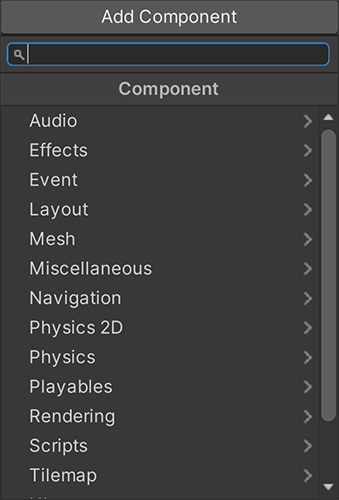 Add Component
Component
Audio
Effects
Event
Layout
Mesh
Miscellaneous
Navigation
Physics 2D
Physics
Playables
Rendering
Scripts
Tilemap